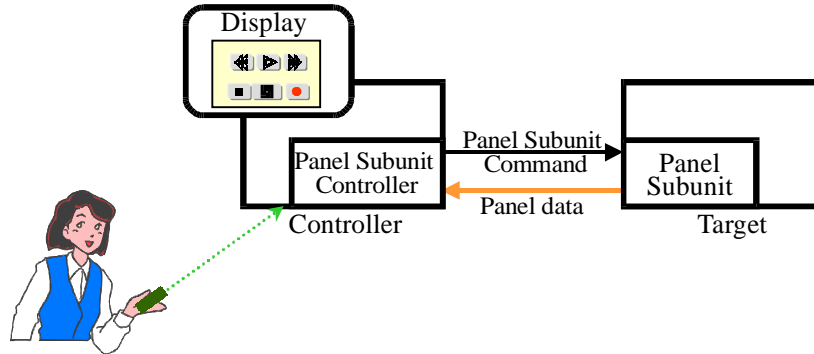 Display
Panel Subunit
Controller
Controller
Panel Subunit
Command
Panel data
Panel
Subunit
Target